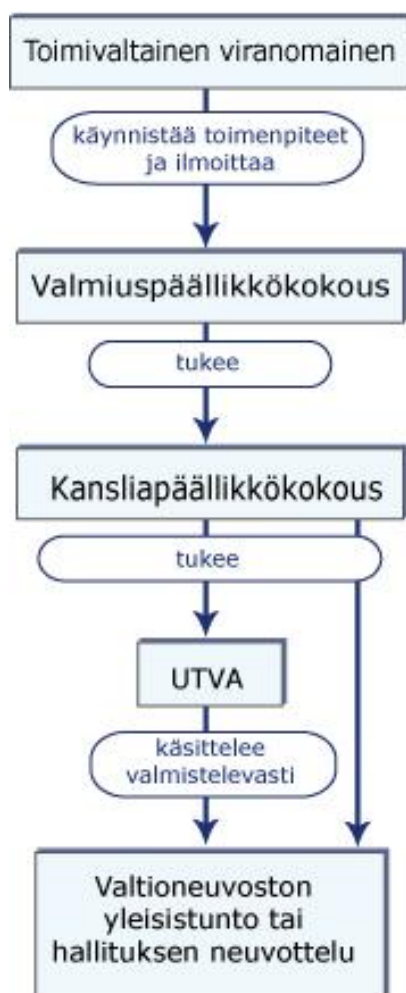 Toimivaltainen viranomainen
käynnistää toimenpiteet
ja ilmoittaa
Valmiuspäällikkökokous
tukee
Kansliapäällikkökokous
tukee
UTVA
käsittelee
valmistelevasti
Valtioneuvoston
yleisistunto tai
hallituksen neuvottelu